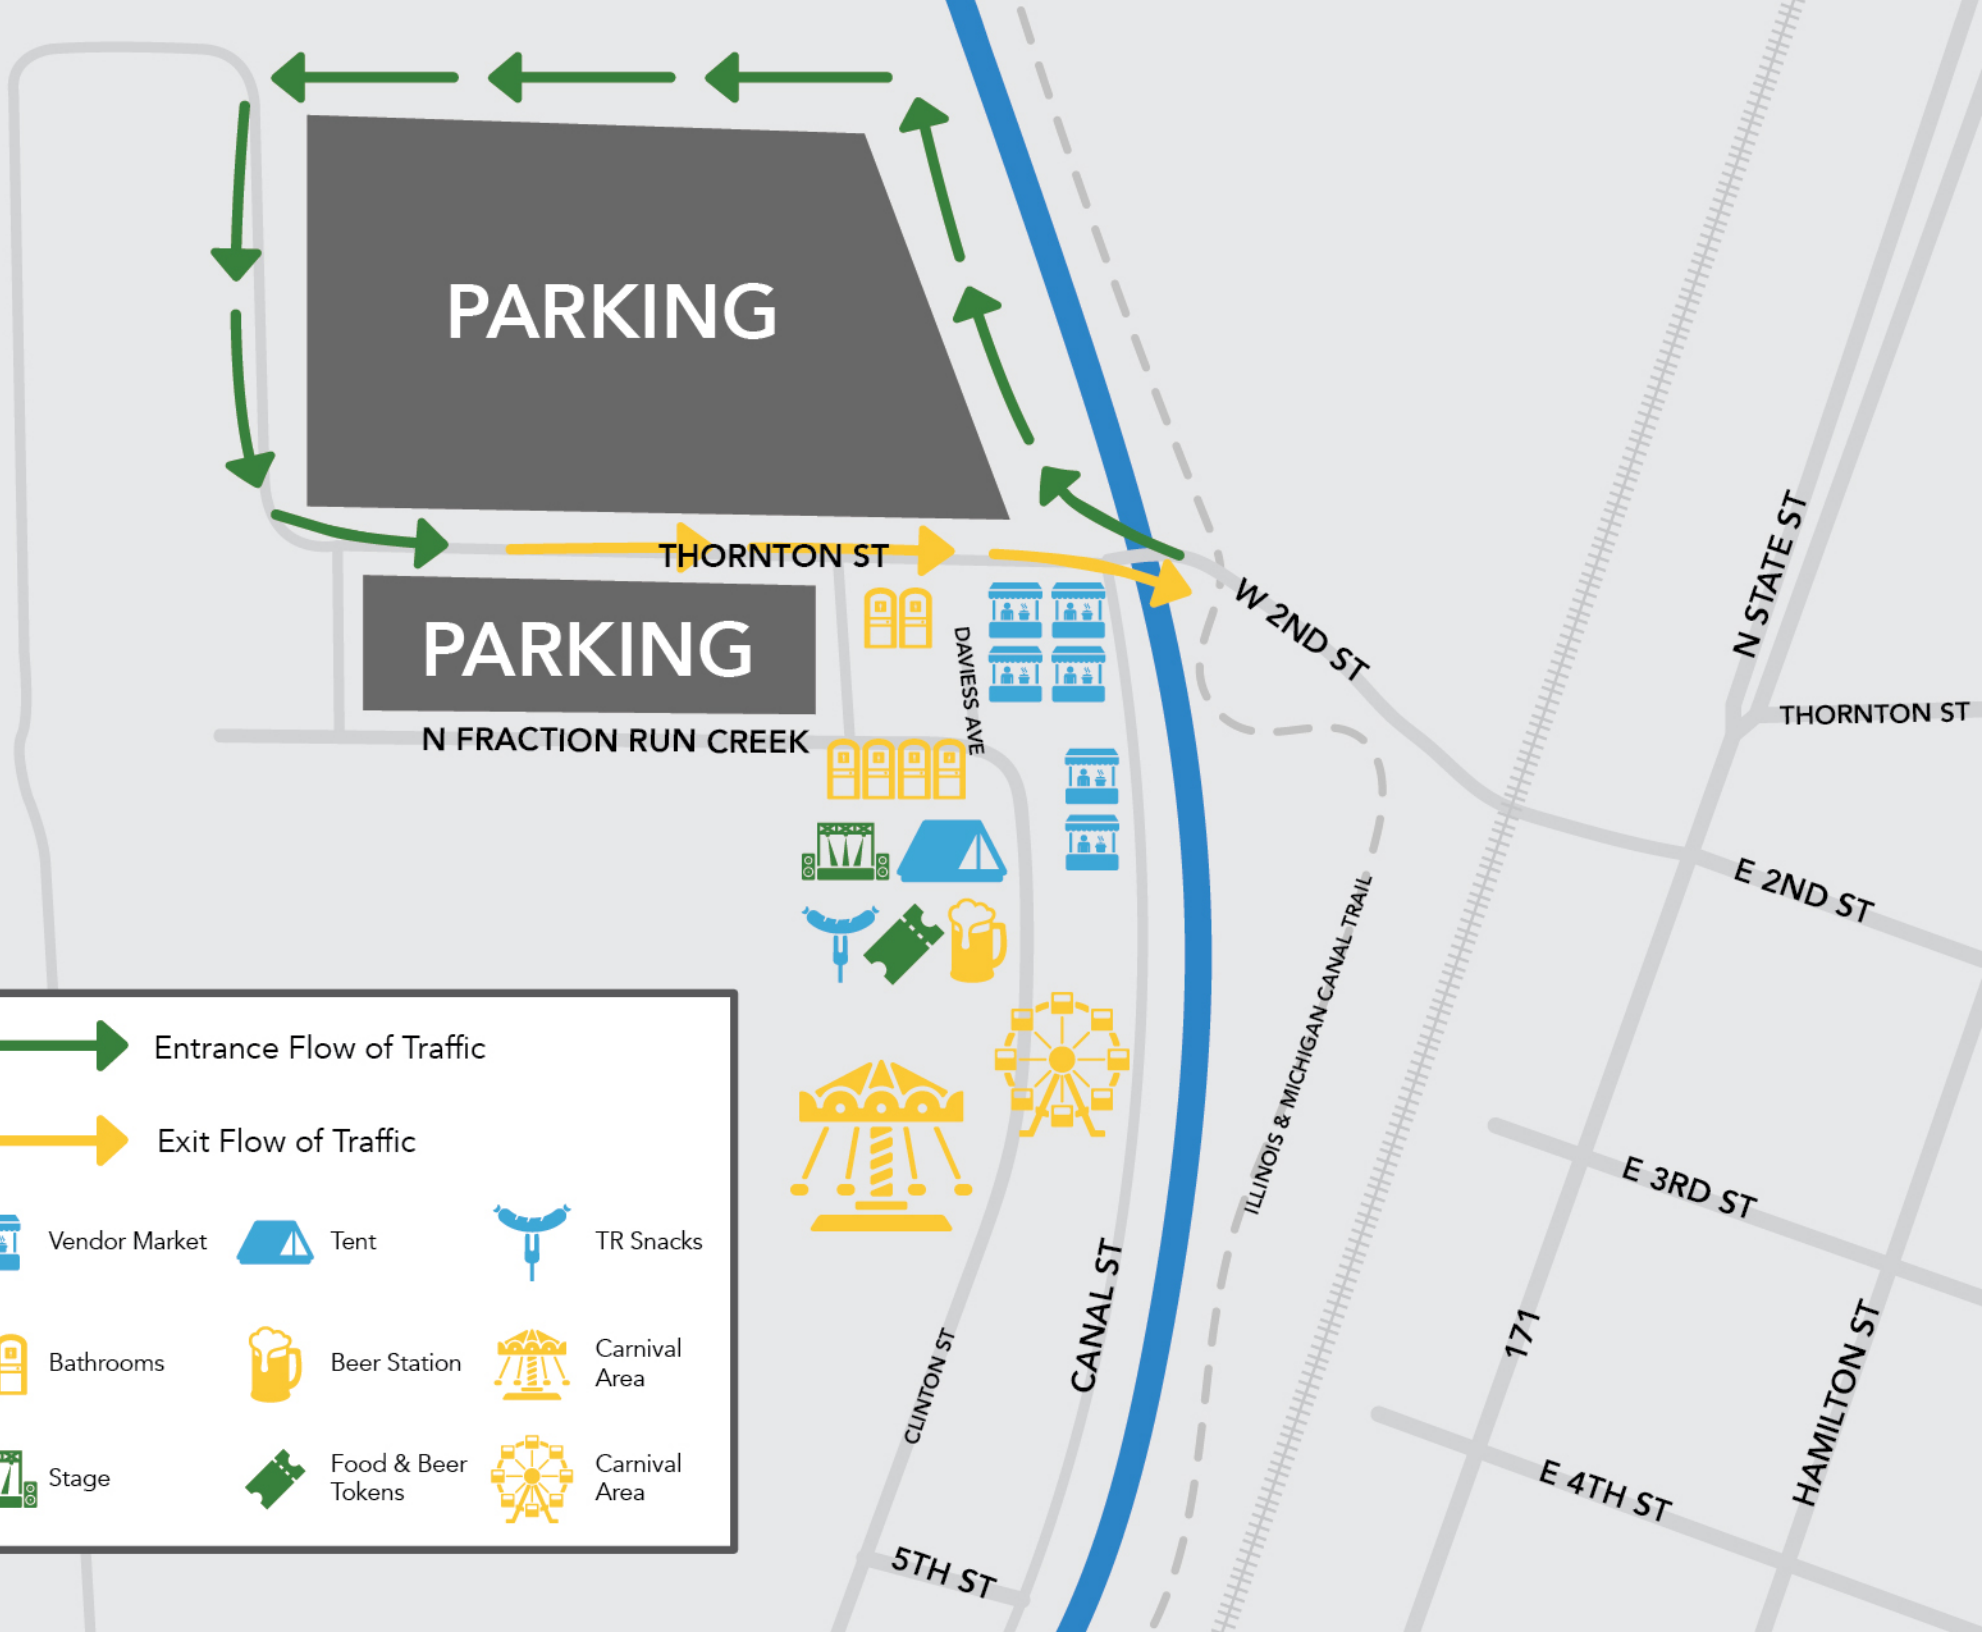 PARKING
THORNTON ST
PARKING
N FRACTION RUN CREEK
DAVIESS AVE
W 2ND ST
N STATE ST
THORNTON ST
E 2ND ST
ILLINOIS & MICHIGAN CANAL TRAIL
E 3RD ST
171
HAMILTON ST
E 4TH ST
CANAL ST
CLINTON ST
5TH ST
Entrance Flow of Traffic
Exit Flow of Traffic
Vendor Market
Tent
TR Snacks
Bathrooms
Beer Station
Carnival
Area
Stage
Food & Beer
Tokens
Carnival
Area